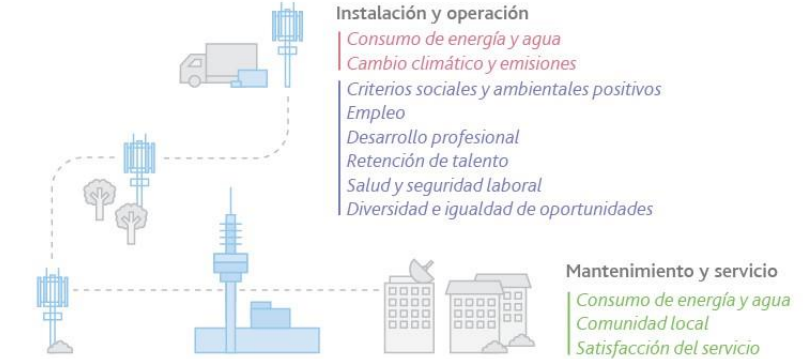 Instalación y operación
Consumo de energía y agua
Cambio climático y emisiones
Criterios sociales y ambientales positivos
Empleo
Desarrollo profesional
Retención de talento
Salud y seguridad laboral
Diversidad e igualdad de oportunidades
Mantenimiento y servicio
Consumo de energía y agua
Comunidad local
Satisfacción del servicio